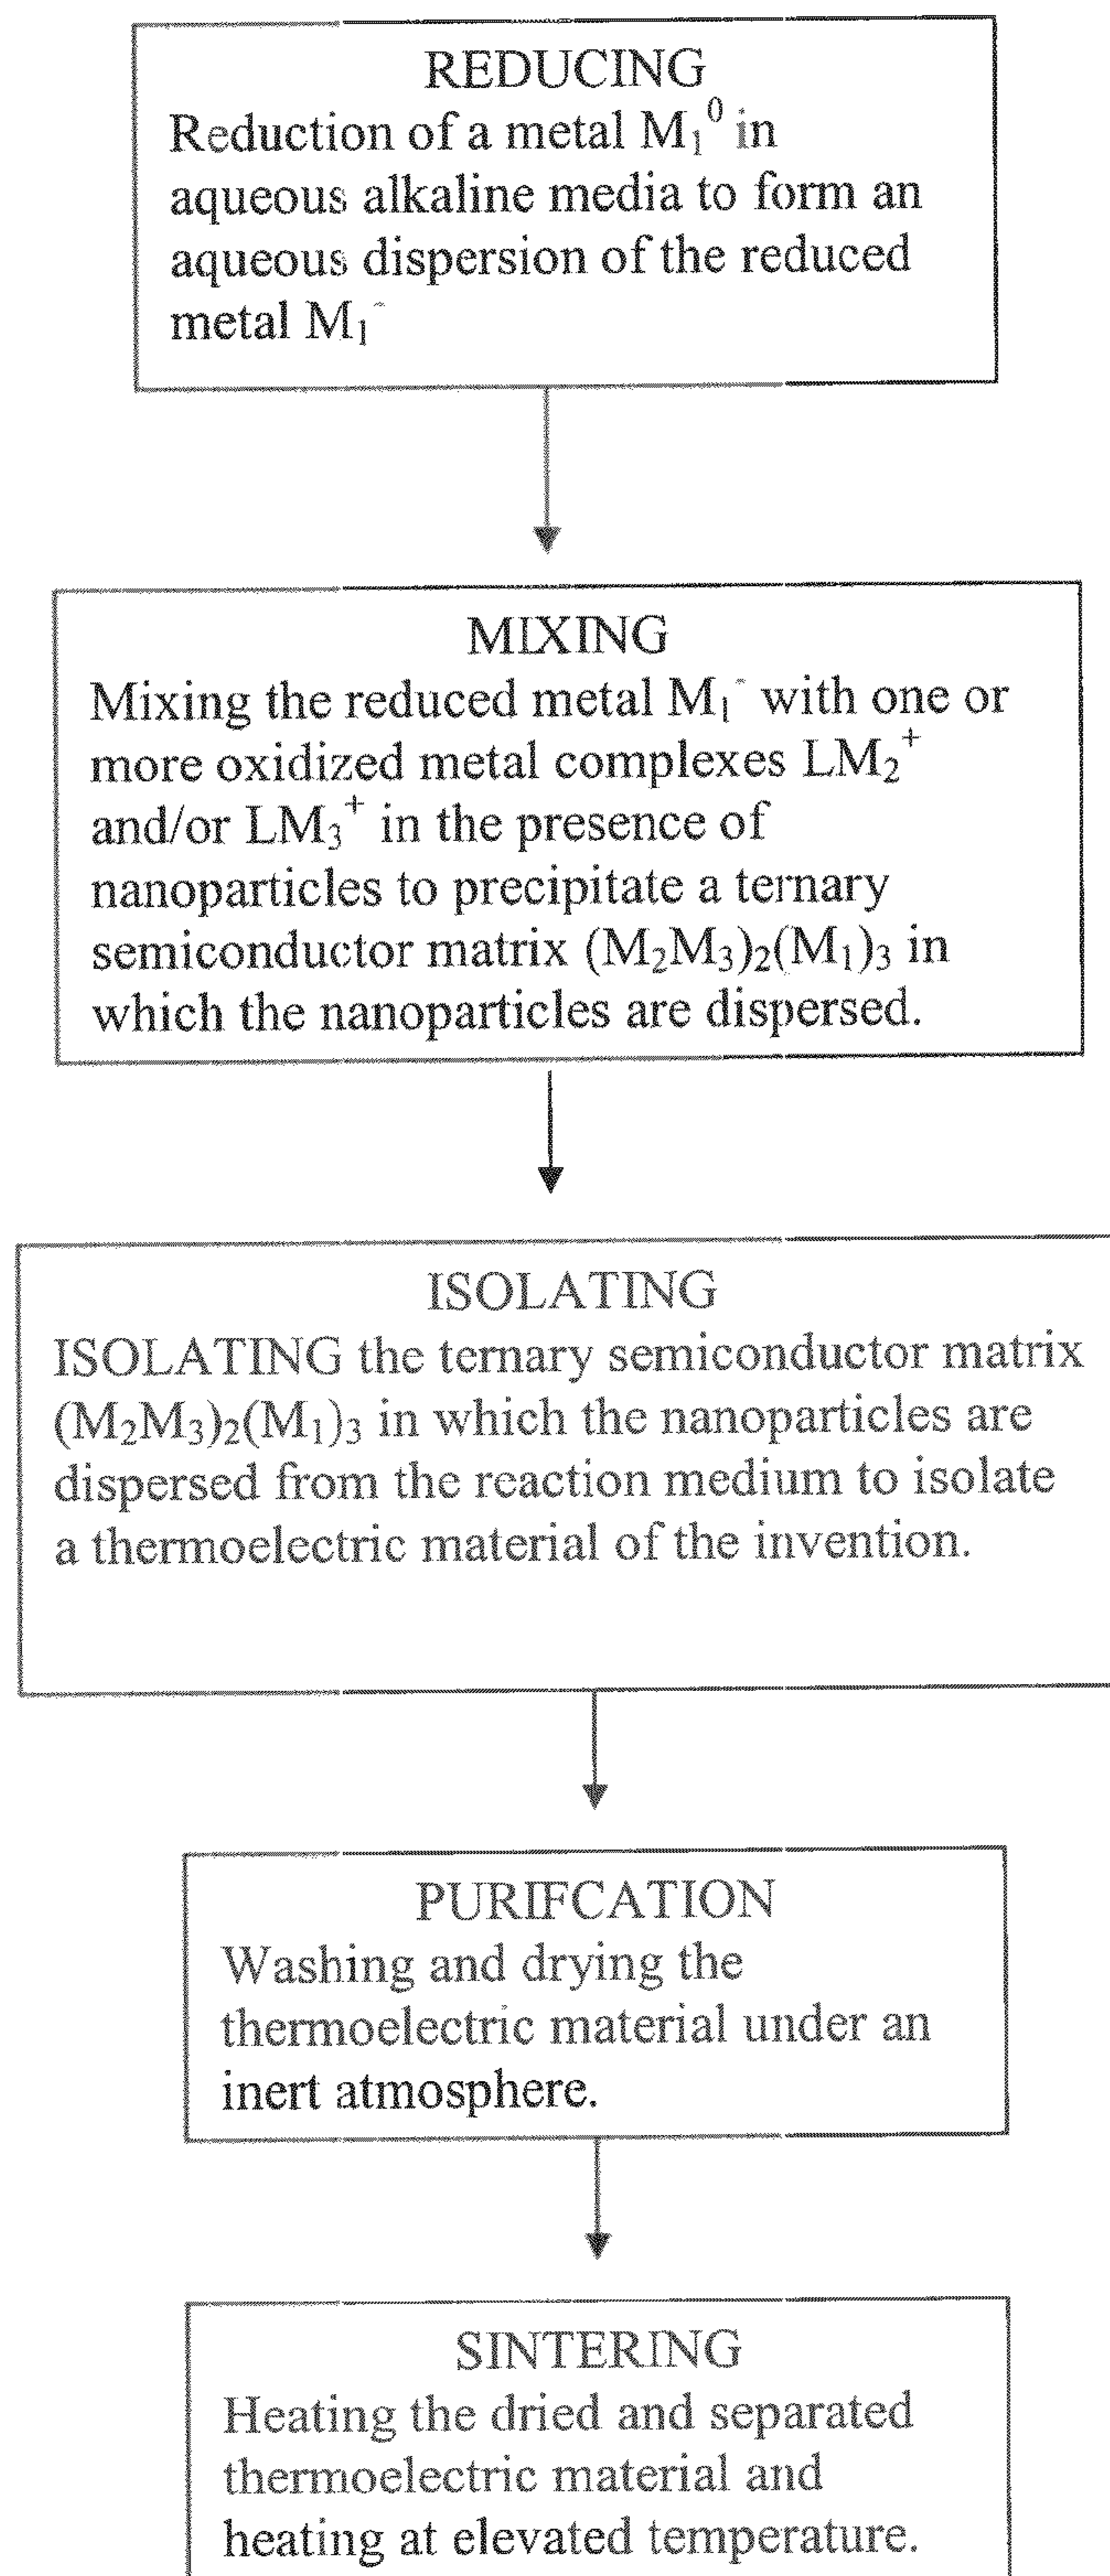 REDUCING
Reduction of a metal M₁⁰ in
aqueous alkaline media to form an
aqueous dispersion of the reduced
metal M₁⁻
MIXING
Mixing the reduced metal M₁⁻ with one or
more oxidized metal complexes LM₂⁺
and/or LM₃⁺ in the presence of
nanoparticles to precipitate a ternary
semiconductor matrix (M₂M₃)₂(M₁)₃ in
which the nanoparticles are dispersed.
ISOLATING
ISOLATING the ternary semiconductor matrix
(M₂M₃)₂(M₁)₃ in which the nanoparticles are
dispersed from the reaction medium to isolate
a thermoelectric material of the invention.
PURIFCATION
Washing and drying the
thermoelectric material under an
inert atmosphere.
SINTERING
Heating the dried and separated
thermoelectric material and
heating at elevated temperature.